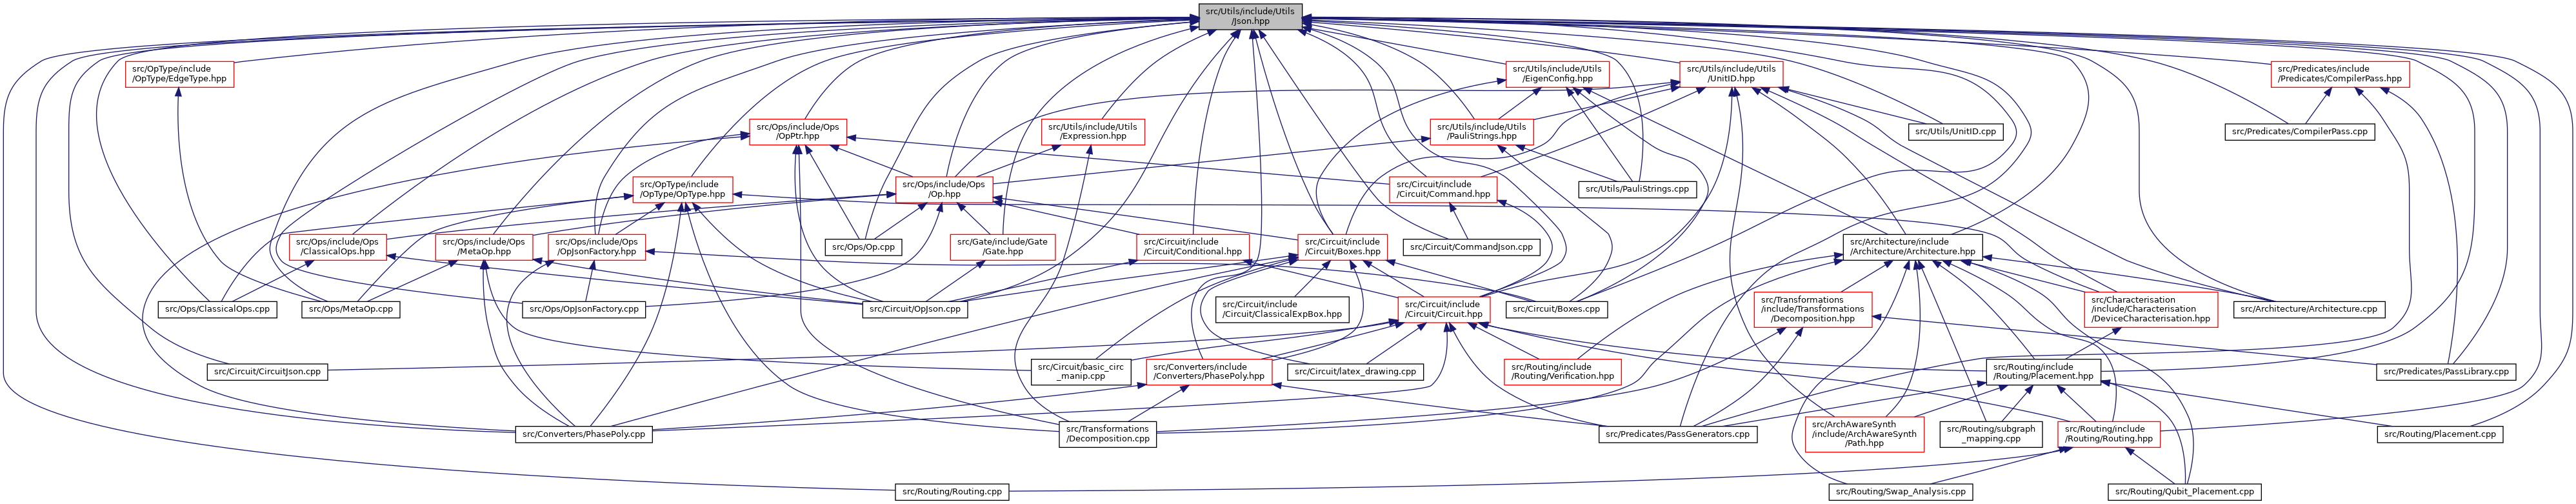 src/Utils/include/Utils
/Json.hpp
src/OpType/include
/OpType/EdgeType.hpp
src/Utils/include/Utils
/EigenConfig.hpp
src/Utils/include/Utils
/UnitID.hpp
src/Predicates/include
/Predicates/CompilerPass.hpp
src/Ops/include/Ops
/OpPtr.hpp
src/Utils/include/Utils
/Expression.hpp
src/Utils/include/Utils
/PauliStrings.hpp
src/Utils/UnitID.cpp
src/Predicates/CompilerPass.cpp
src/OpType/include
/OpType/OpType.hpp
src/Ops/include/Ops
/Op.hpp
src/Circuit/include
/Circuit/Command.hpp
src/Utils/PauliStrings.cpp
src/Ops/include/Ops
/ClassicalOps.hpp
src/Ops/include/Ops
/MetaOp.hpp
src/Ops/include/Ops
/OpJsonFactory.hpp
src/Ops/Op.cpp
src/Gate/include/Gate
/Gate.hpp
src/Circuit/include
/Circuit/Conditional.hpp
src/Circuit/include
/Circuit/Boxes.hpp
src/Circuit/CommandJson.cpp
src/Architecture/include
/Architecture/Architecture.hpp
src/Ops/ClassicalOps.cpp
src/Ops/MetaOp.cpp
src/Ops/OpJsonFactory.cpp
src/Circuit/OpJson.cpp
src/Circuit/include
/Circuit/ClassicalExpBox.hpp
src/Circuit/include
/Circuit/Circuit.hpp
src/Circuit/Boxes.cpp
src/Transformations
/include/Transformations
/Decomposition.hpp
src/Characterisation
/include/Characterisation
/DeviceCharacterisation.hpp
src/Architecture/Architecture.cpp
src/Circuit/CircuitJson.cpp
src/Circuit/basic_circ
_manip.cpp
src/Converters/include
/Converters/PhasePoly.hpp
src/Circuit/latex_drawing.cpp
src/Routing/include
/Routing/Verification.hpp
src/Routing/include
/Routing/Placement.hpp
src/Predicates/PassLibrary.cpp
src/Converters/PhasePoly.cpp
src/Transformations
/Decomposition.cpp
src/Predicates/PassGenerators.cpp
src/ArchAwareSynth
/include/ArchAwareSynth
/Path.hpp
src/Routing/subgraph
_mapping.cpp
src/Routing/include
/Routing/Routing.hpp
src/Routing/Placement.cpp
src/Routing/Routing.cpp
src/Routing/Swap_Analysis.cpp
src/Routing/Qubit_Placement.cpp